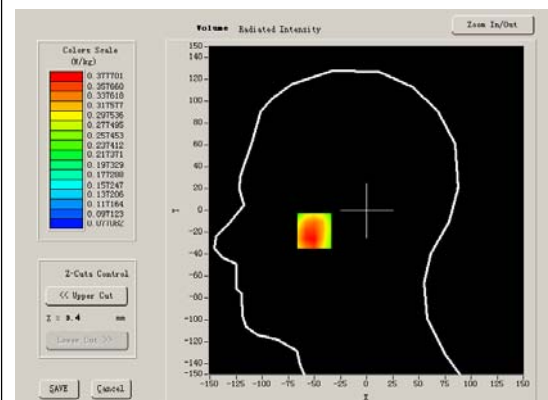 Volume Radiated Intensity
Zoom In/Out
Colors Scale
(W/kg)
0.377701
0.357660
0.337618
0.317577
0.297536
0.277495
0.257453
0.237412
0.217371
0.197329
0.177288
0.157247
0.137206
0.117164
0.097123
0.077082
Z-Cuts Control
<< Upper Cut
Z = 3.4 mm
Lower Cut >>
SAVE
Cancel
150
140
120
100
80
60
40
20
0
-20
-40
-60
-80
-100
-120
-140
-150
Y
-150 -125 -100 -75 -50 -25 0 25 50 75 100 125 150
X